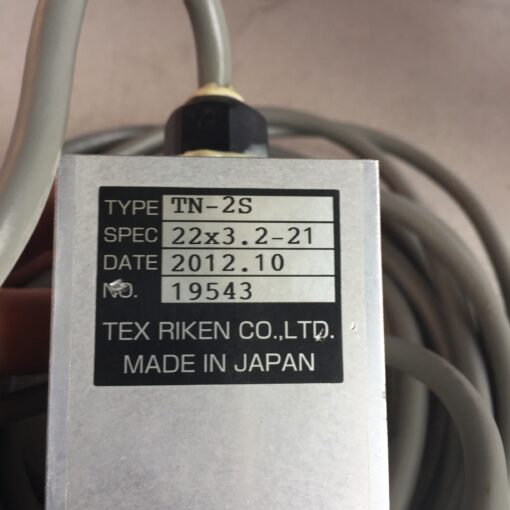 TYPE TN-2S
SPEC 22x3.2-21
DATE 2012.10
NO. 19543
TEX RIKEN CO.,LTD.
MADE IN JAPAN